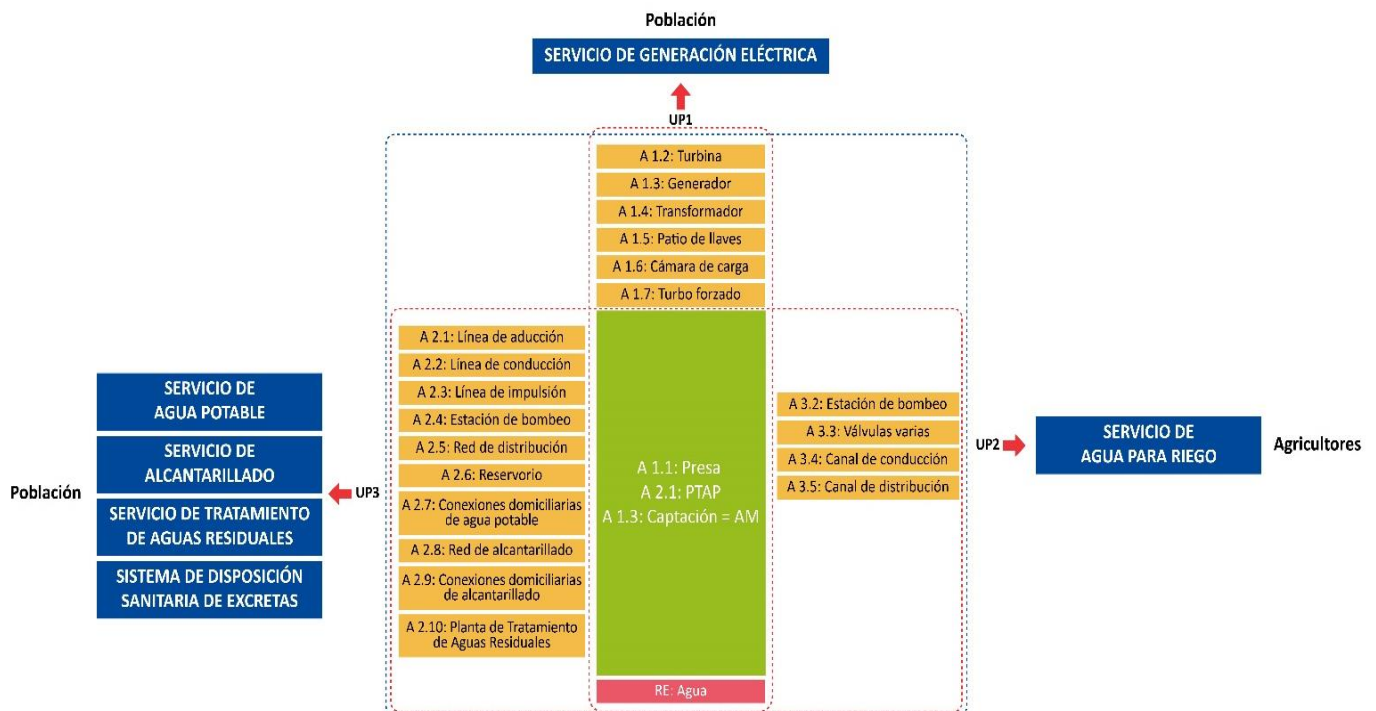 Población
SERVICIO DE GENERACIÓN ELÉCTRICA
UP1
A 1.2: Turbina
A 1.3: Generador
A 1.4: Transformador
A 1.5: Patio de llaves
A 1.6: Cámara de carga
A 1.7: Turbo forzado
Población
SERVICIO DE
AGUA POTABLE
SERVICIO DE
ALCANTARILLADO
SERVICIO DE TRATAMIENTO
DE AGUAS RESIDUALES
SISTEMA DE DISPOSICIÓN
SANITARIA DE EXCRETAS
UP3
A 2.1: Línea de aducción
A 2.2: Línea de conducción
A 2.3: Línea de impulsión
A 2.4: Estación de bombeo
A 2.5: Red de distribución
A 2.6: Reservorio
A 2.7: Conexiones domiciliarias
de agua potable
A 2.8: Red de alcantarillado
A 2.9: Conexiones domiciliarias
de alcantarillado
A 2.10: Planta de Tratamiento
de Aguas Residuales
A 1.1: Presa
A 2.1: PTAP
A 1.3: Captación = AM
RE: Agua
A 3.2: Estación de bombeo
A 3.3: Válvulas varias
A 3.4: Canal de conducción
A 3.5: Canal de distribución
UP2
SERVICIO DE
AGUA PARA RIEGO
Agricultores